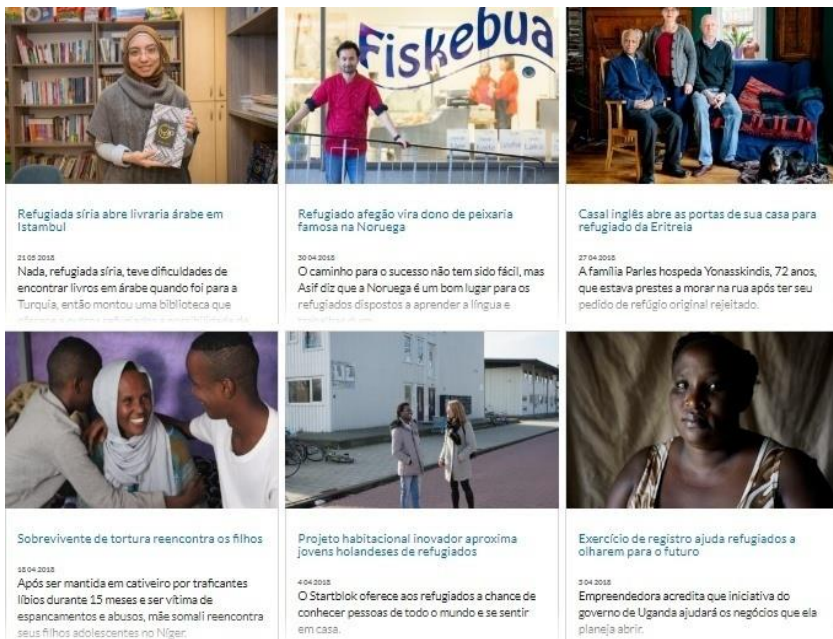 Fiskebua
Refugiada síria abre livraria árabe em
Istambul
21 05 2018
Nada, refugiada síria, teve dificuldades de
encontrar livros em árabe quando foi para a
Turquia, então montou uma biblioteca que
Refugiado afegão vira dono de peixaria
famosa na Noruega
30 04 2018
O caminho para o sucesso não tem sido fácil, mas
Asif diz que a Noruega é um bom lugar para os
refugiados dispostos a aprender a língua e
Casal inglês abre as portas de sua casa para
refugiado da Eritreia
27 04 2018
A família Parles hospeda Yonasskindis, 72 anos,
que estava prestes a morar na rua após ter seu
pedido de refúgio original rejeitado.
Sobrevivente de tortura reencontra os filhos
18 04 2018
Após ser mantida em cativeiro por traficantes
líbios durante 15 meses e ser vítima de
espancamentos e abusos, mãe somali reencontra
seus filhos adolescentes no Níger.
Projeto habitacional inovador aproxima
jovens holandeses de refugiados
4 04 2018
O Startblok oferece aos refugiados a chance de
conhecer pessoas de todo o mundo e se sentir
em casa.
Exercício de registro ajuda refugiados a
olharem para o futuro
3 04 2018
Empreendedora acredita que iniciativa do
governo de Uganda ajudará os negócios que ela
planeja abrir.